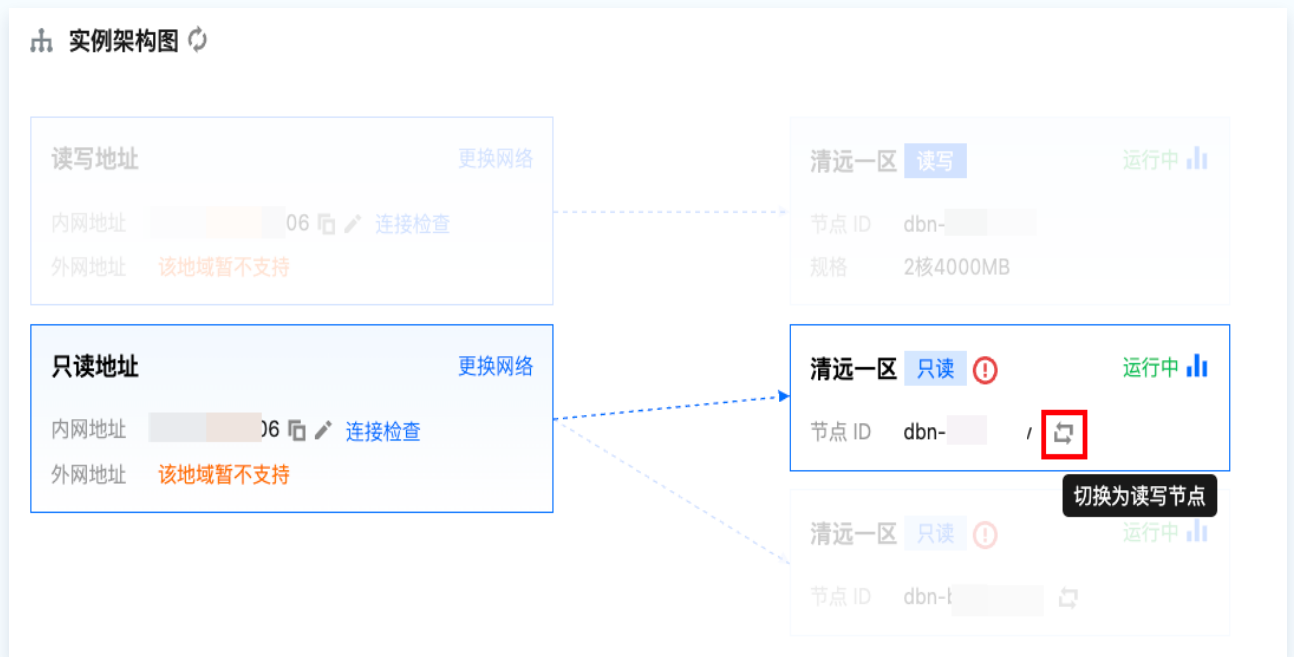 实例架构图
读写地址 更换网络
内网地址 06 连接检查
外网地址 该地域暂不支持
清远一区 读写 运行中
节点 ID dbn-
规格 2核4000MB
只读地址 更换网络
内网地址 06 连接检查
外网地址 该地域暂不支持
清远一区 只读 运行中
节点 ID dbn-
切换为读写节点
清远一区 只读 运行中
节点 ID dbn-